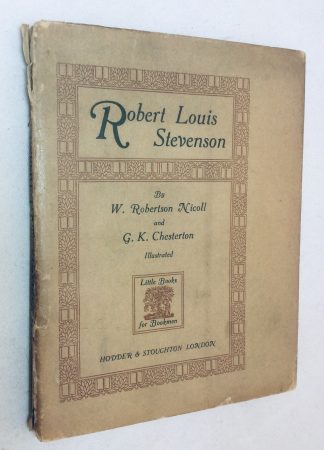 Robert Louis
Stevenson
By
W. Robertson Nicoll
and
G. K. Chesterton
Illustrated
Little Books
for Bookmen
HODDER & STOUGHTON LONDON